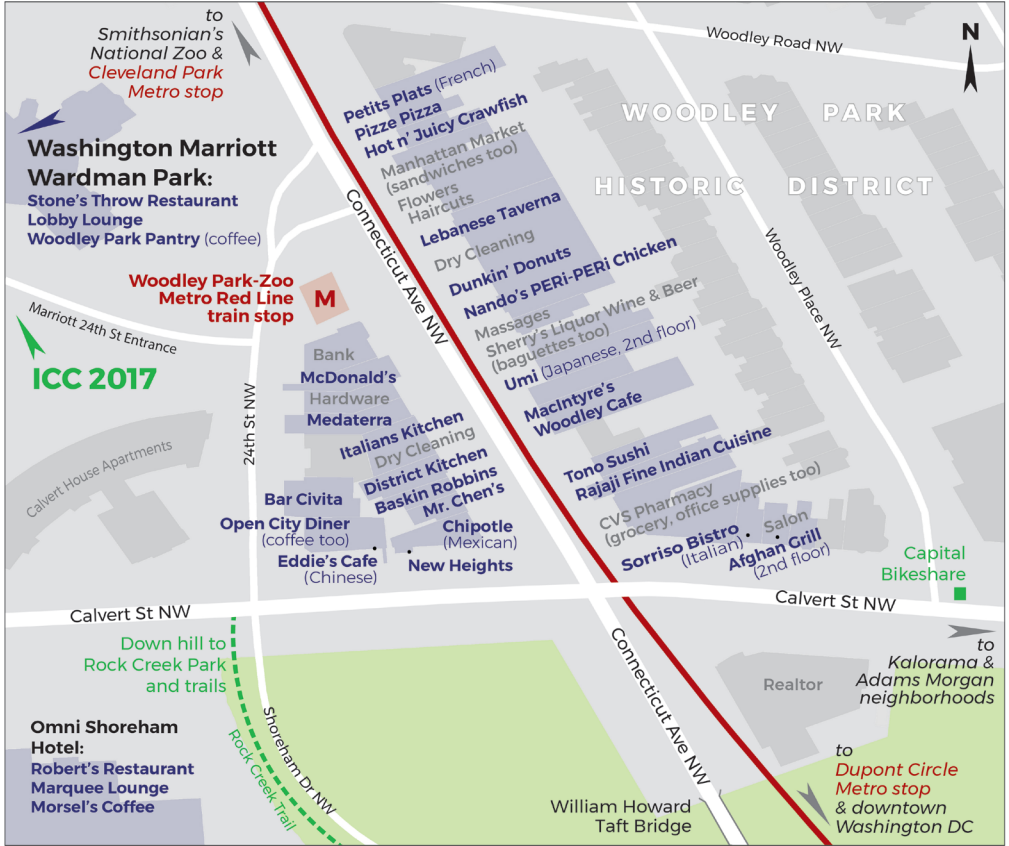 to
Smithsonian's
National Zoo &
Cleveland Park
Metro stop
Woodley Road NW
N
Petits Plats (French)
Pizze Pizza
Hot n' Juicy Crawfish
Manhattan Market
(sandwiches too)
Flowers
Haircuts
Lebanese Taverna
Dry Cleaning
Dunkin' Donuts
Nando's PERi-PERi Chicken
Massages
Sherry's Liquor Wine & Beer
(baguettes too)
Umi (Japanese, 2nd floor)
MacIntyre's
Woodley Cafe
Tono Sushi
Rajaji Fine Indian Cuisine
CVS Pharmacy
(grocery, office supplies too)
Sorriso Bistro
(Italian)
Salon
Afghan Grill
(2nd floor)
WOODLEY PARK
HISTORIC DISTRICT
Woodley Place NW
Washington Marriott
Wardman Park:
Stone's Throw Restaurant
Lobby Lounge
Woodley Park Pantry (coffee)
Connecticut Ave NW
Woodley Park-Zoo
Metro Red Line
train stop
M
Marriott 24th St Entrance
ICC 2017
24th St NW
Calvert House Apartments
Bank
McDonald's
Hardware
Medaterra
Italians Kitchen
Dry Cleaning
District Kitchen
Baskin Robbins
Mr. Chen's
Bar Civita
Open City Diner
(coffee too)
Eddie's Cafe
(Chinese)
Chipotle
(Mexican)
New Heights
Capital
Bikeshare
Calvert St NW
Calvert St NW
Down hill to
Rock Creek Park
and trails
to
Kalorama &
Adams Morgan
neighborhoods
Realtor
Connecticut Ave NW
Shoreham Dr NW
Rock Creek Trail
Omni Shoreham
Hotel:
Robert's Restaurant
Marquee Lounge
Morsel's Coffee
William Howard
Taft Bridge
to
Dupont Circle
Metro stop
& downtown
Washington DC